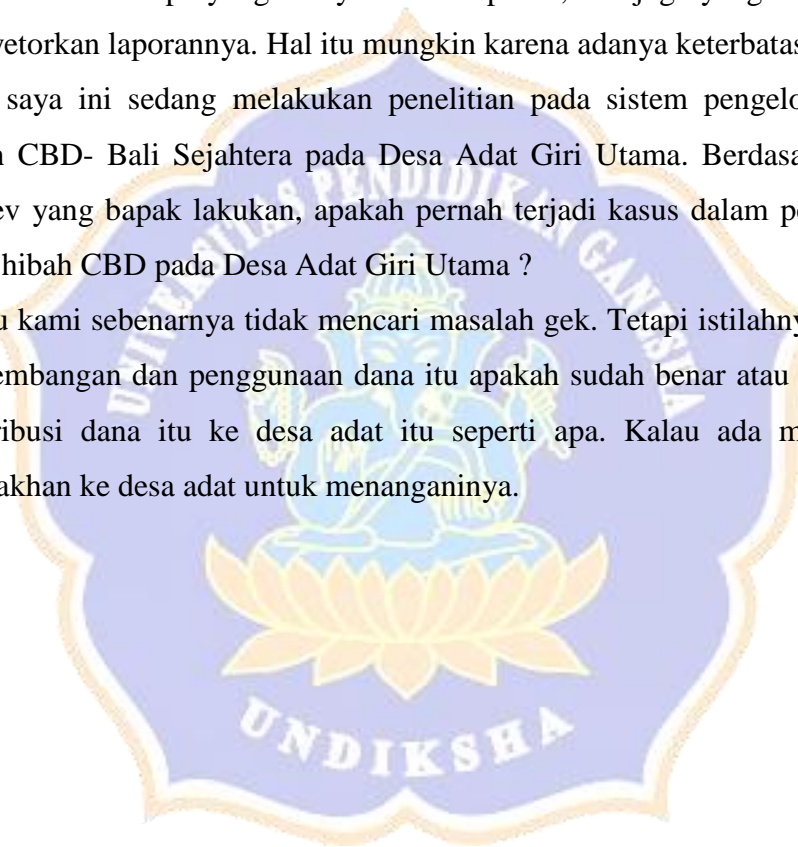 yetorkan laporannya. Hal itu mungkin karena adanya keterbatas
saya ini sedang melakukan penelitian pada sistem pengelo
CBD- Bali Sejahtera pada Desa Adat Giri Utama. Berdasa
ev yang bapak lakukan, apakah pernah terjadi kasus dalam pe
hibah CBD pada Desa Adat Giri Utama ?
u kami sebenarnya tidak mencari masalah gek. Tetapi istilahny
embangan dan penggunaan dana itu apakah sudah benar atau
ribusi dana itu ke desa adat itu seperti apa. Kalau ada m
akhan ke desa adat untuk menanganinya.
UNIVERSITAS PENDIDIKAN GANESHA
UNDIKSHA